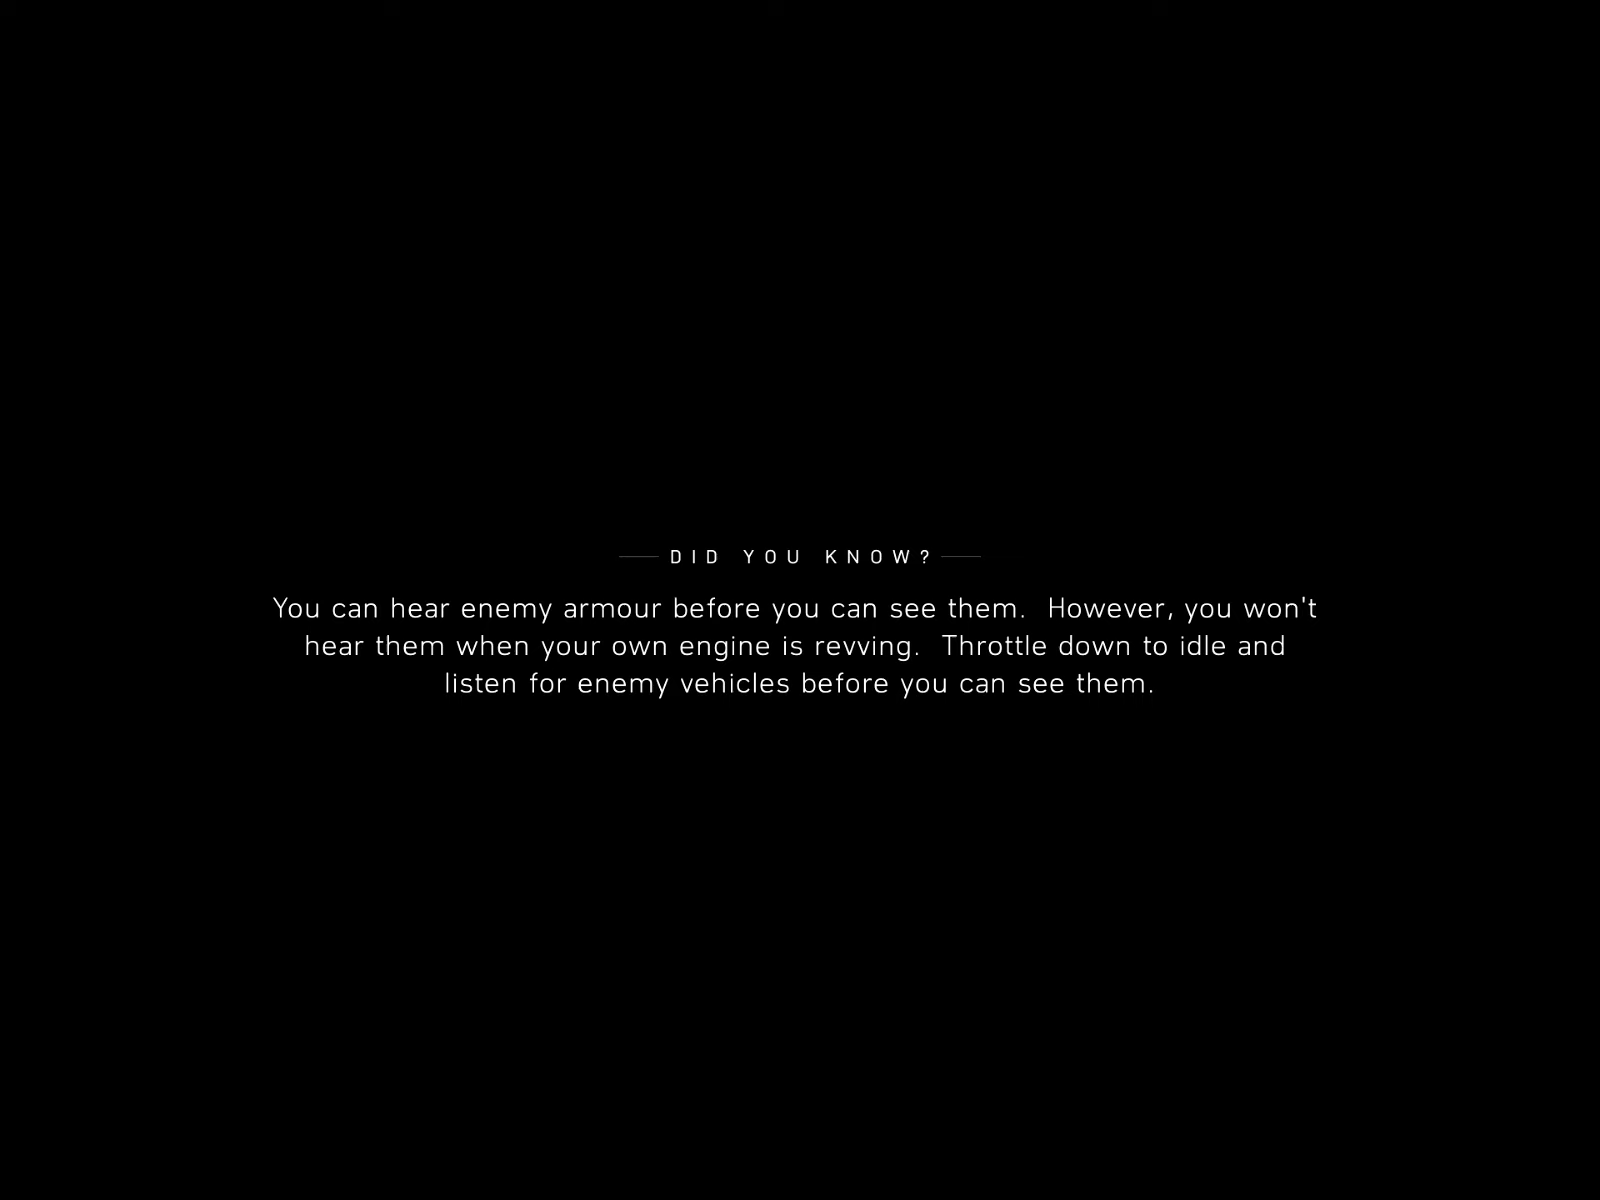 DID YOU KNOW?
You can hear enemy armour before you can see them.  However, you won't
hear them when your own engine is revving.  Throttle down to idle and
listen for enemy vehicles before you can see them.